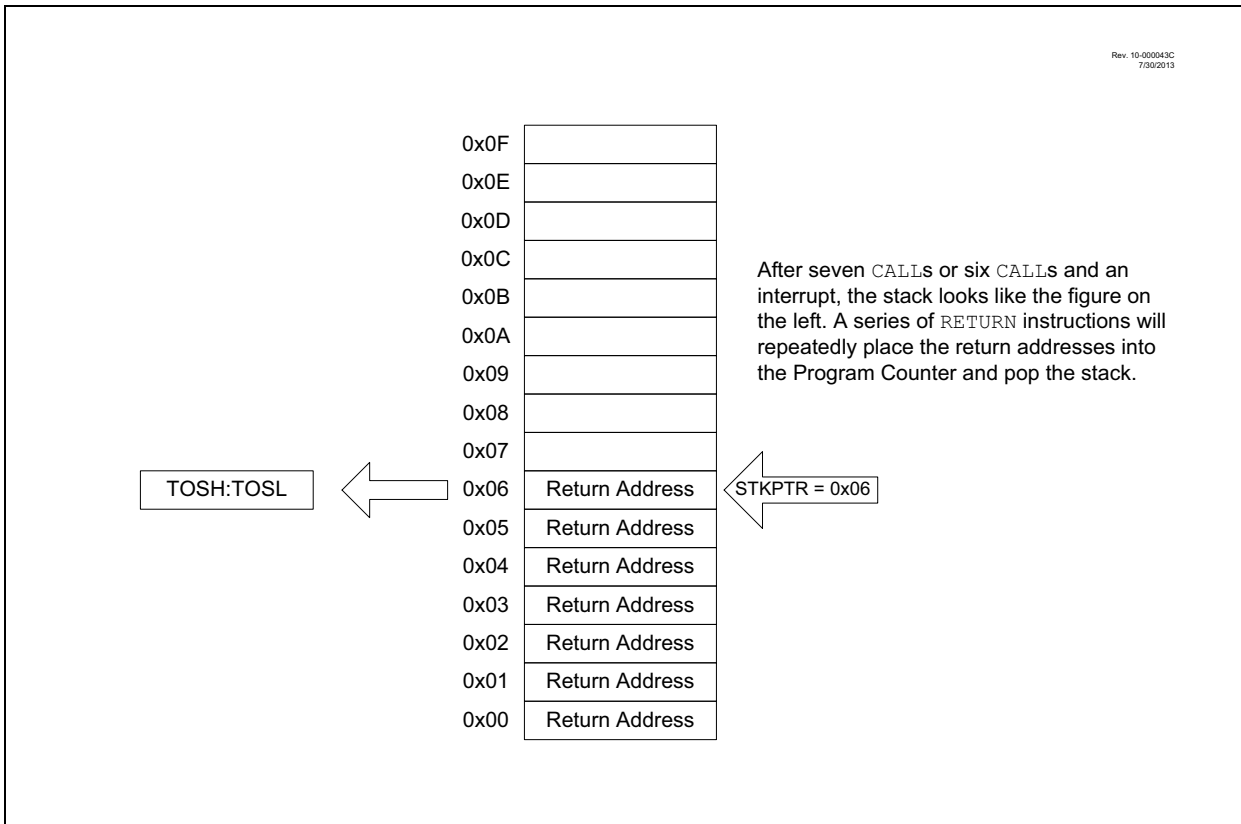 Rev. 10-000043C
7/30/2013
0x0F
0x0E
0x0D
0x0C
0x0B
0x0A
0x09
0x08
0x07
After seven CALLs or six CALLs and an
interrupt, the stack looks like the figure on
the left. A series of RETURN instructions will
repeatedly place the return addresses into
the Program Counter and pop the stack.
TOSH:TOSL
0x06 Return Address
STKPTR = 0x06
0x05 Return Address
0x04 Return Address
0x03 Return Address
0x02 Return Address
0x01 Return Address
0x00 Return Address